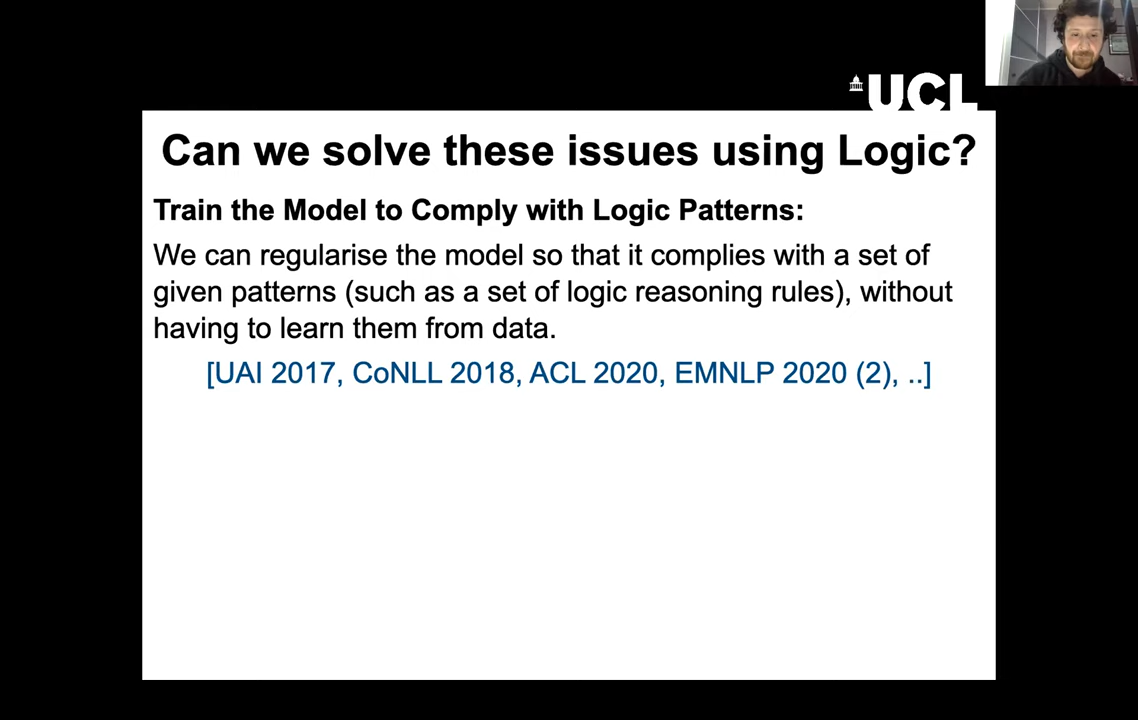 UCL
Can we solve these issues using Logic?
Train the Model to Comply with Logic Patterns:
We can regularise the model so that it complies with a set of
given patterns (such as a set of logic reasoning rules), without
having to learn them from data.
[UAI 2017, CoNLL 2018, ACL 2020, EMNLP 2020 (2), ..]